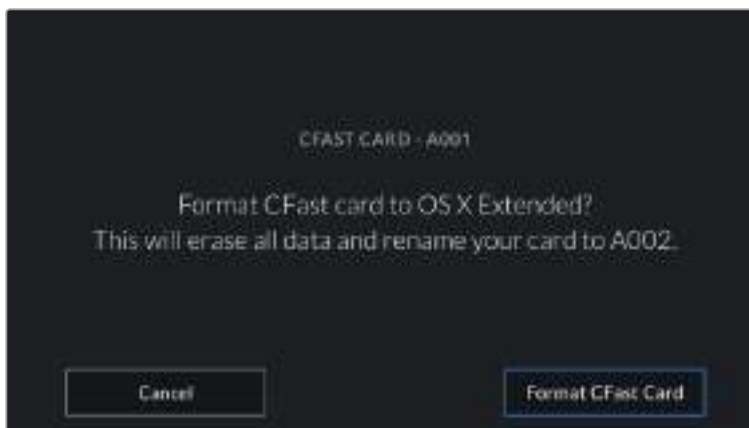 CFAST CARD - A001
Format CFast card to OS X Extended?
This will erase all data and rename your card to A002.
Cancel
Format CFast Card